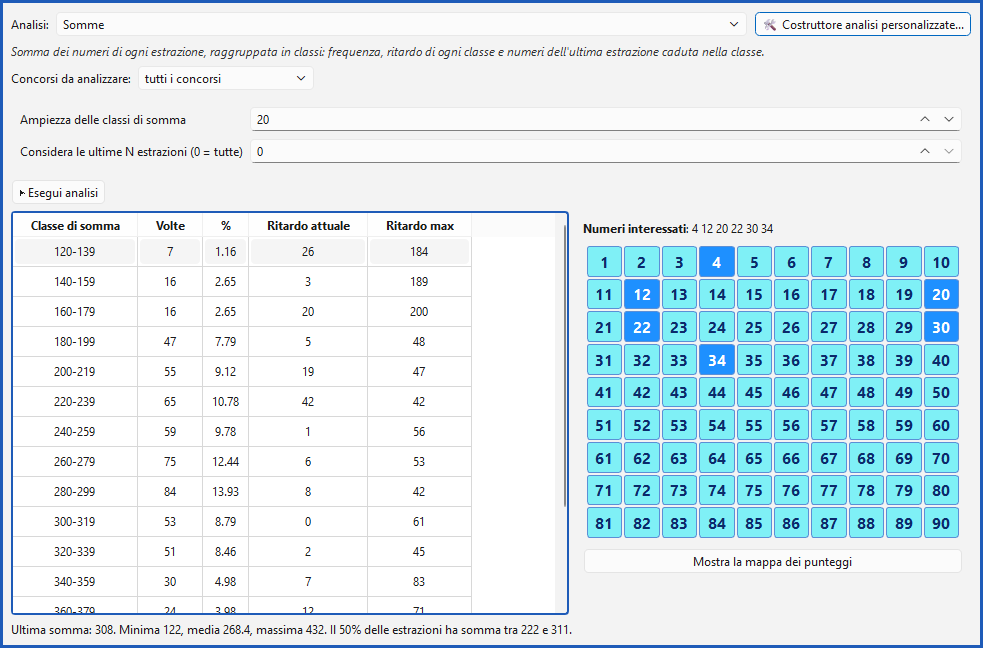 Analisi: Somme Costruttore analisi personalizzate...
Somma dei numeri di ogni estrazione, raggruppata in classi: frequenza, ritardo di ogni classe e numeri dell'ultima estrazione caduta nella classe.
Concorsi da analizzare: tutti i concorsi
Ampiezza delle classi di somma 20
Considera le ultime N estrazioni (0 = tutte) 0
Esegui analisi
Classe di somma Volte % Ritardo attuale Ritardo max
120-139 7 1.16 26 184
140-159 16 2.65 3 189
160-179 16 2.65 20 200
180-199 47 7.79 5 48
200-219 55 9.12 19 47
220-239 65 10.78 42 42
240-259 59 9.78 1 56
260-279 75 12.44 6 53
280-299 84 13.93 8 42
300-319 53 8.79 0 61
320-339 51 8.46 2 45
340-359 30 4.98 7 83
360-379 24 3.98 12 71
Numeri interessati: 4 12 20 22 30 34
1 2 3 4 5 6 7 8 9 10
11 12 13 14 15 16 17 18 19 20
21 22 23 24 25 26 27 28 29 30
31 32 33 34 35 36 37 38 39 40
41 42 43 44 45 46 47 48 49 50
51 52 53 54 55 56 57 58 59 60
61 62 63 64 65 66 67 68 69 70
71 72 73 74 75 76 77 78 79 80
81 82 83 84 85 86 87 88 89 90
Mostra la mappa dei punteggi
Ultima somma: 308. Minima 122, media 268.4, massima 432. Il 50% delle estrazioni ha somma tra 222 e 311.